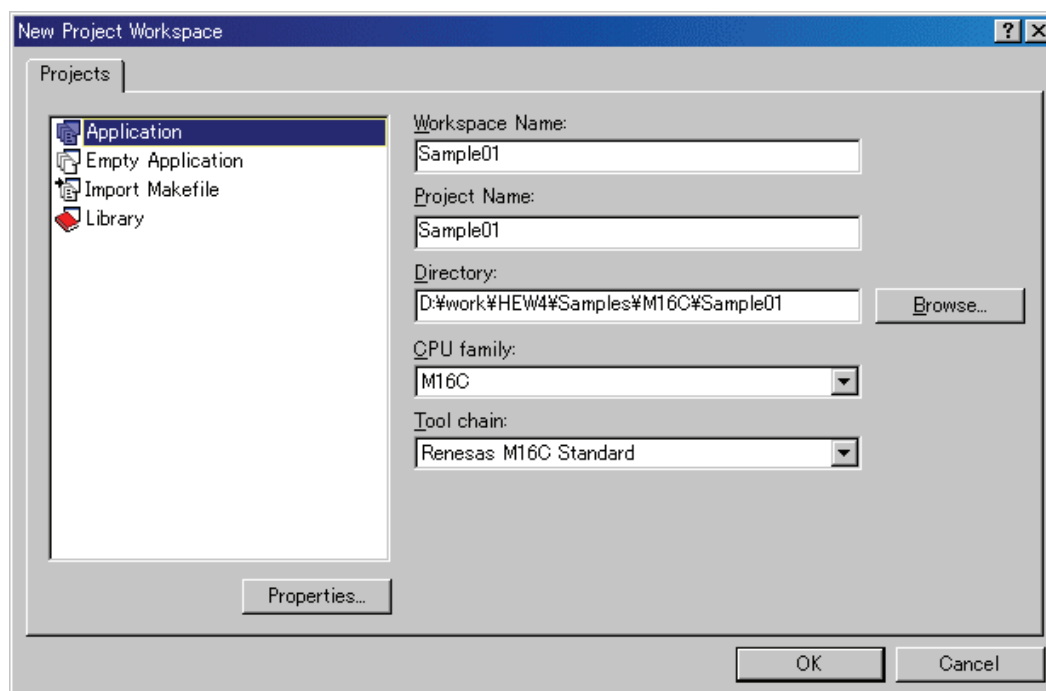 New Project Workspace
Projects
Application
Empty Application
Import Makefile
Library
Properties...
Workspace Name:
Sample01
Project Name:
Sample01
Directory:
D:¥work¥HEW4¥Samples¥M16C¥Sample01
Browse...
CPU family:
M16C
Tool chain:
Renesas M16C Standard
OK
Cancel